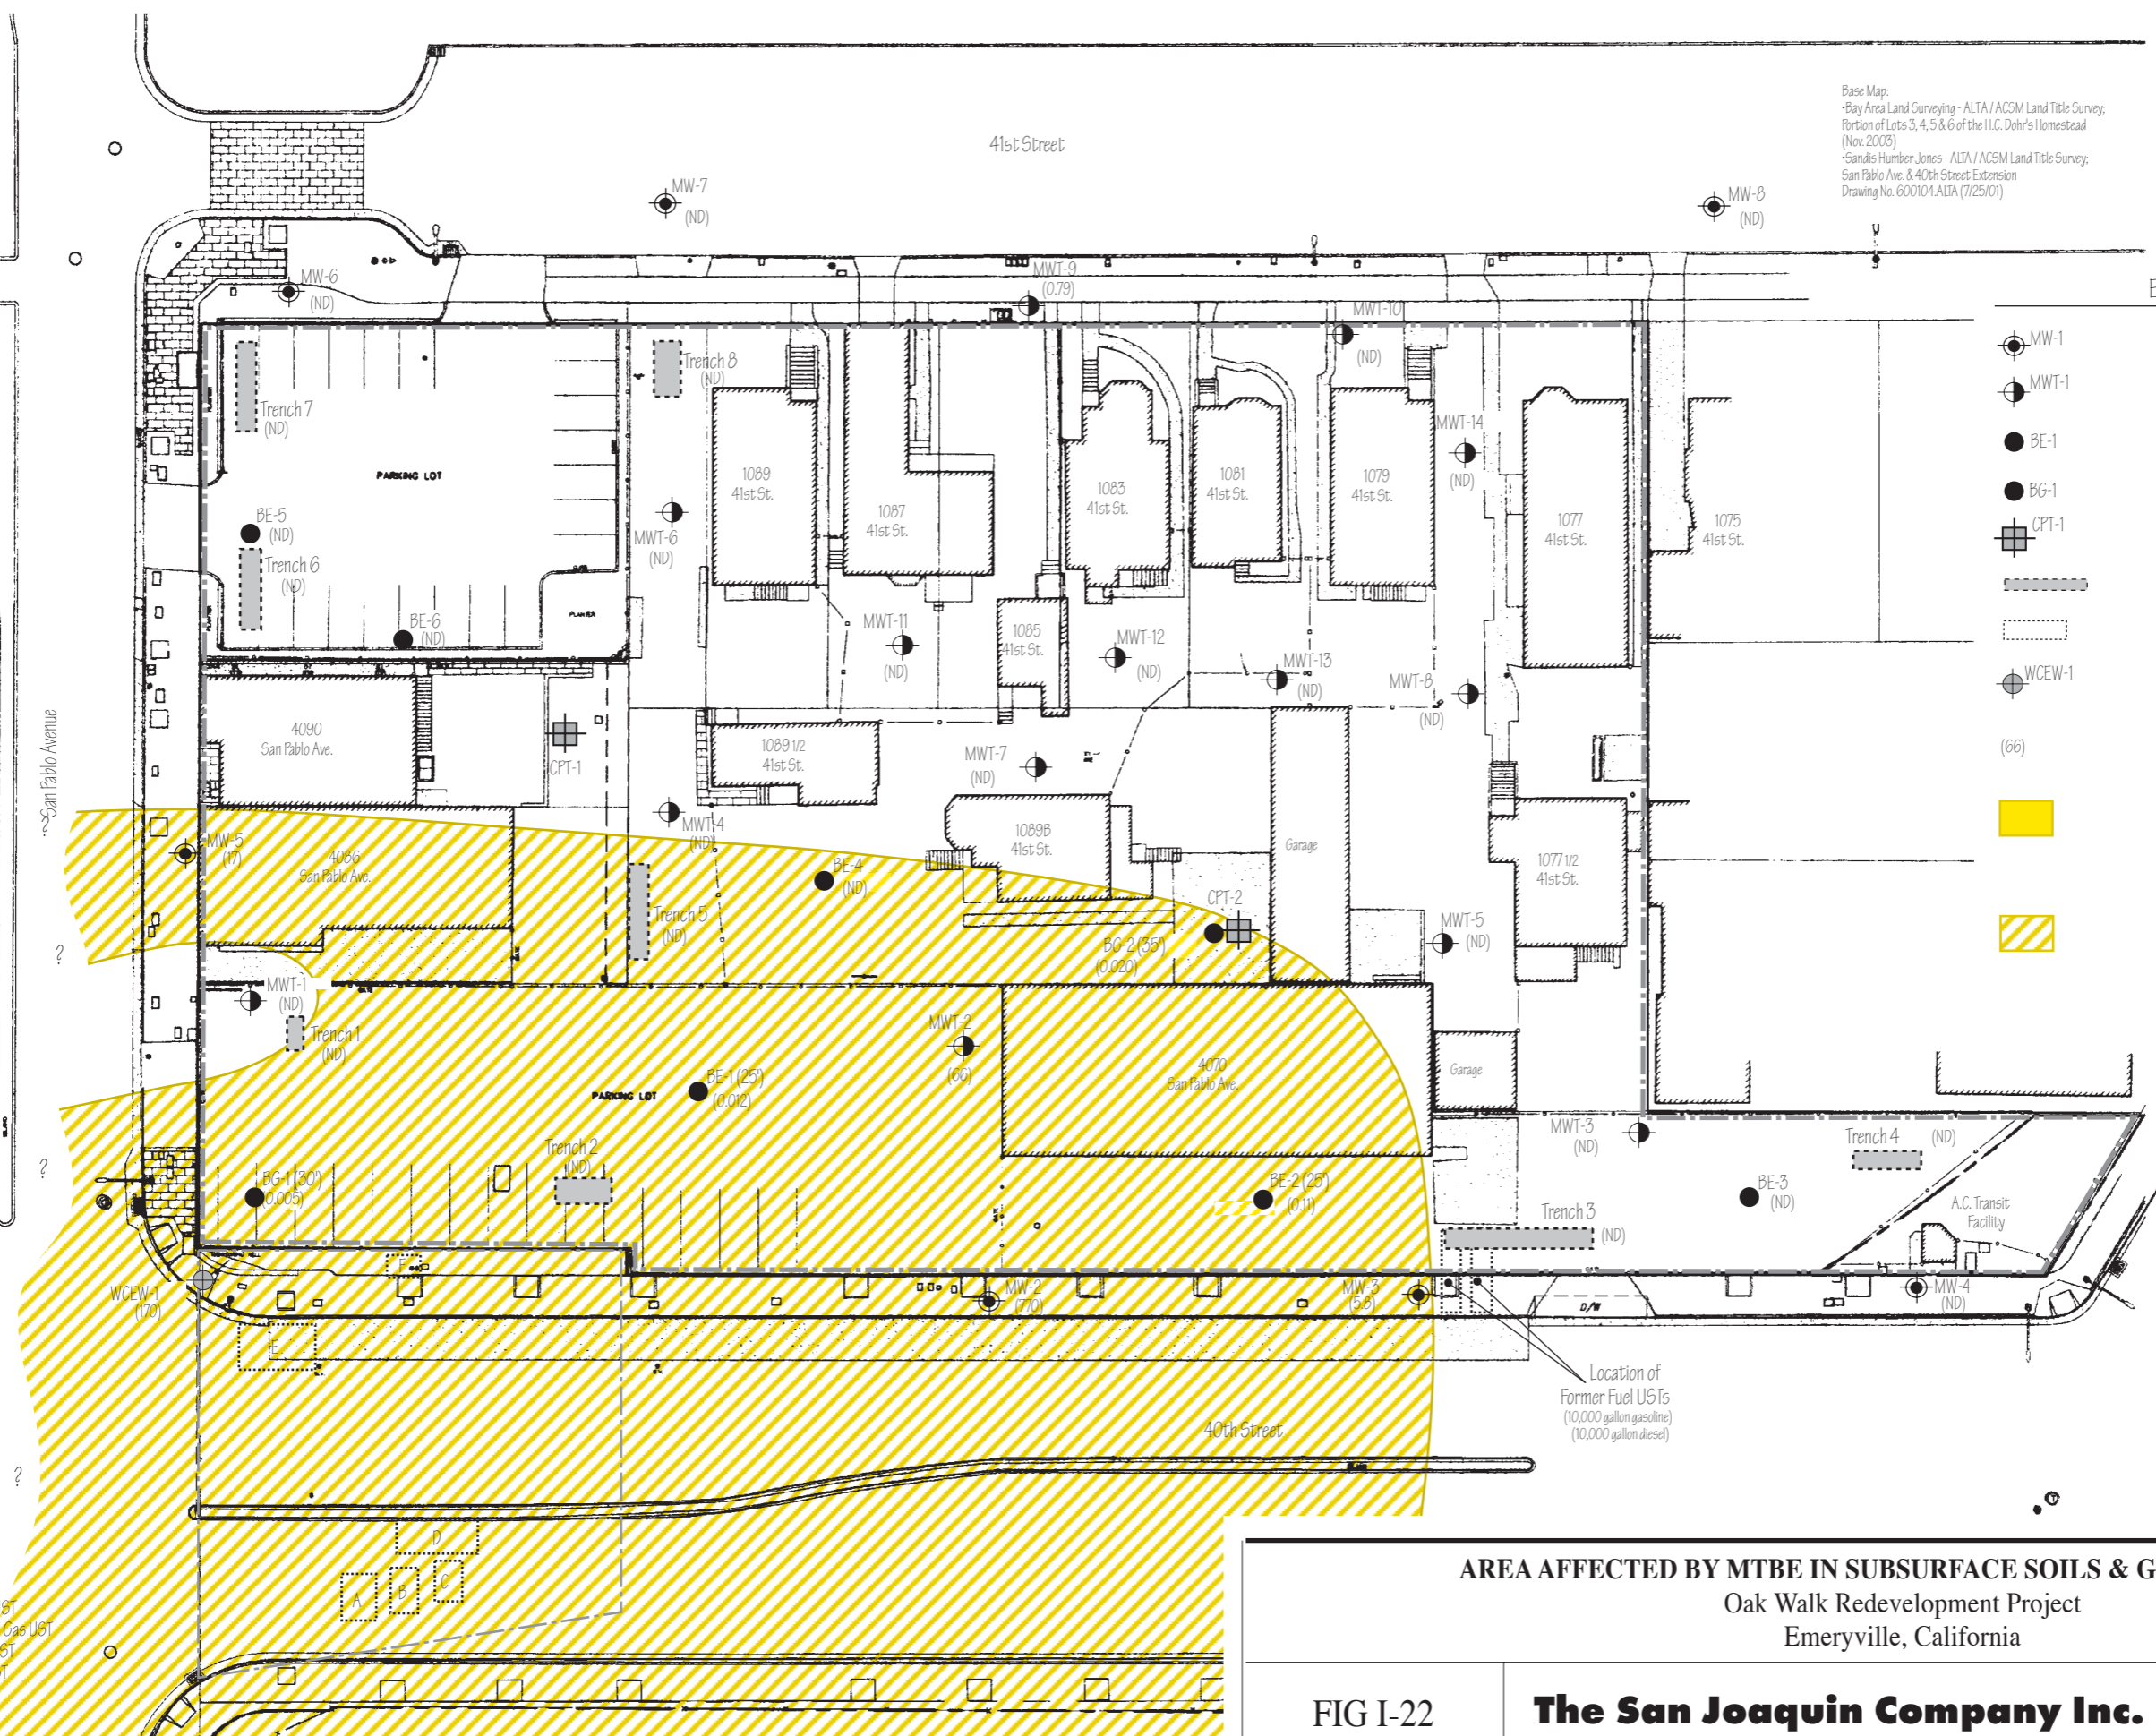 41st Street
Base Map:
•Bay Area Land Surveying - ALTA / ACSM Land Title Survey;
Portion of Lots 3, 4, 5 & 6 of the H.C. Dohr's Homestead
(Nov. 2003)
•Sandis Humber Jones - ALTA / ACSM Land Title Survey;
San Pablo Ave. & 40th Street Extension
Drawing No. 600104.ALTA (7/25/01)
MW-7
(ND)
MW-8
(ND)
MW-6
(ND)
MWT-9
(0.79)
MWT-10
(ND)
E
MW-1
MWT-1
BE-1
BG-1
CPT-1
WCEW-1
(66)
Trench 7
(ND)
Trench 8
(ND)
PARKING LOT
1089
41st St.
1087
41st St.
1083
41st St.
1081
41st St.
1079
41st St.
MWT-14
(ND)
1077
41st St.
1075
41st St.
BE-5
(ND)
Trench 6
(ND)
BE-6
(ND)
PLANTER
PLANTER
PLANTER
MWT-6
(ND)
MWT-11
(ND)
1085
41st St.
MWT-12
(ND)
MWT-13
(ND)
MWT-8
(ND)
San Pablo Avenue
4090
San Pablo Ave.
CPT-1
1089 1/2
41st St.
MWT-7
(ND)
?
MW-5
(17)
4086
San Pablo Ave.
MWT-4
(ND)
BE-4
(ND)
1089B
41st St.
Garage
1077 1/2
41st St.
Trench 5
(ND)
CPT-2
BG-2 (35')
(0.020)
MWT-5
(ND)
?
MWT-1
(ND)
Trench 1
(ND)
MWT-2
(66)
4070
San Pablo Ave.
Garage
BE-1 (25')
(0.012)
PARKING LOT
?
Trench 2
(ND)
BG-1 (30')
(0.005)
BE-2 (25')
(0.11)
MWT-3
(ND)
Trench 4
(ND)
BE-3
(ND)
A.C. Transit
Facility
Trench 3
(ND)
WCEW-1
(170)
F
MW-2
(770)
MW-3
(5.8)
D/W
MW-4
(ND)
E
Location of
Former Fuel USTs
(10,000 gallon gasoline)
(10,000 gallon diesel)
40th Street
?
D
A
B
C
ST
Gas UST
ST
T
AREA AFFECTED BY MTBE IN SUBSURFACE SOILS & G
Oak Walk Redevelopment Project
Emeryville, California
FIG I-22
The San Joaquin Company Inc.